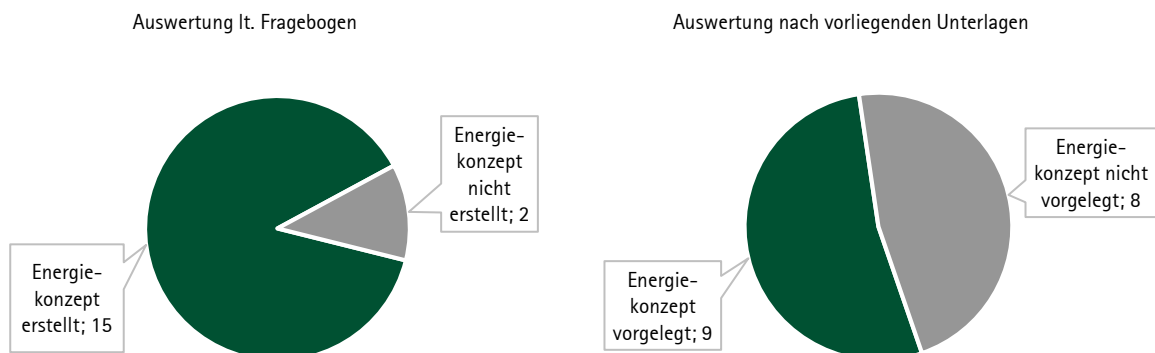 Auswertung lt. Fragebogen
Energie-
konzept
nicht
erstellt; 2
Energie-
konzept
erstellt; 15
Auswertung nach vorliegenden Unterlagen
Energie-
konzept nicht
vorgelegt; 8
Energie-
konzept
vorgelegt; 9